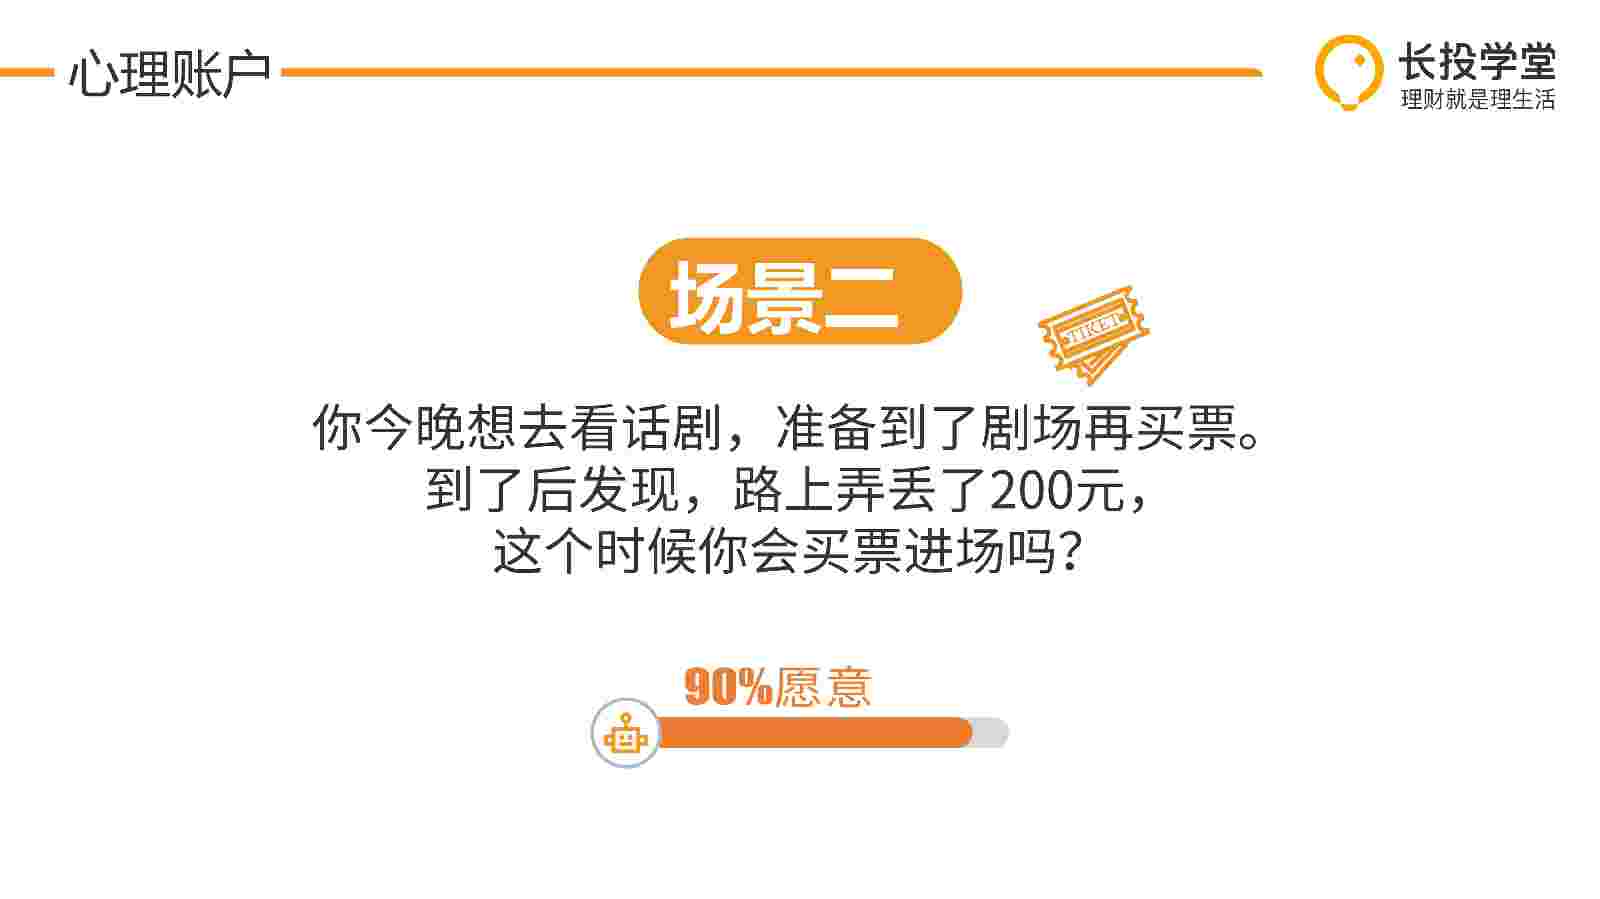 心理账户
长投学堂
理财就是理生活
场景二
TIKET
你今晚想去看话剧，准备到了剧场再买票。
到了后发现，路上弄丢了200元，
这个时候你会买票进场吗？
90%愿意